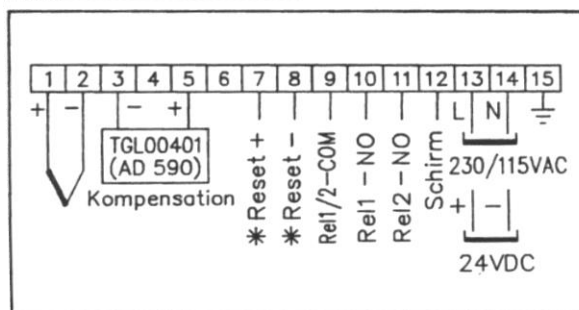 1 2 3 4 5 6 7 8 9 10 11 12 13 14 15
+ − − + L N
TGL00401
(AD 590)
Kompensation
✳ Reset +
✳ Reset −
Rel1/2-COM
Rel1 − NO
Rel2 − NO
Schirm
230/115VAC
+ −
24VDC